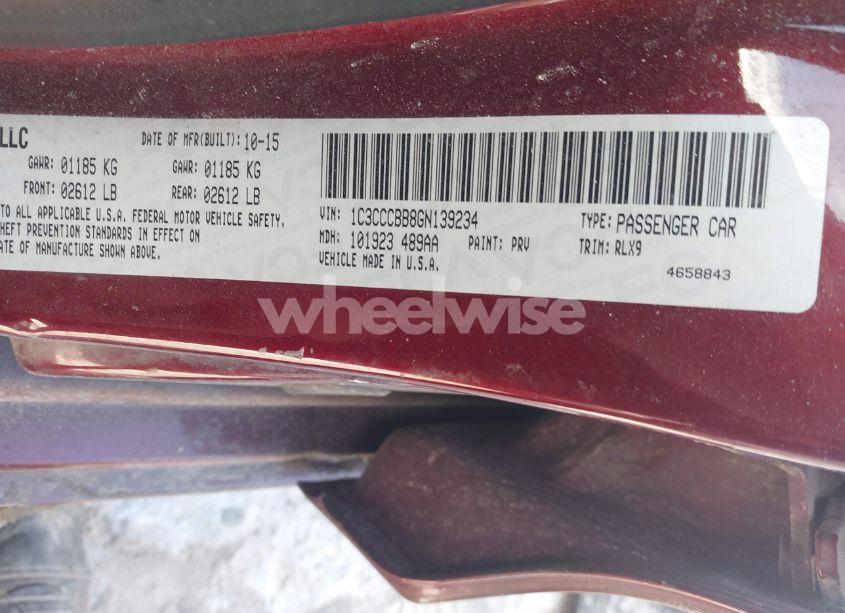 LLC DATE OF MFR(BUILT): 10-15
GAWR: 01185 KG GAWR: 01185 KG
FRONT: 02612 LB REAR: 02612 LB
TO ALL APPLICABLE U.S.A. FEDERAL MOTOR VEHICLE SAFETY,
THEFT PREVENTION STANDARDS IN EFFECT ON
DATE OF MANUFACTURE SHOWN ABOVE.
VIN: 1C3CCCBB8GN139234 TYPE: PASSENGER CAR
MDH: 101923 489AA PAINT: PRV TRIM: RLX9
VEHICLE MADE IN U.S.A. 4658843
wheelwise